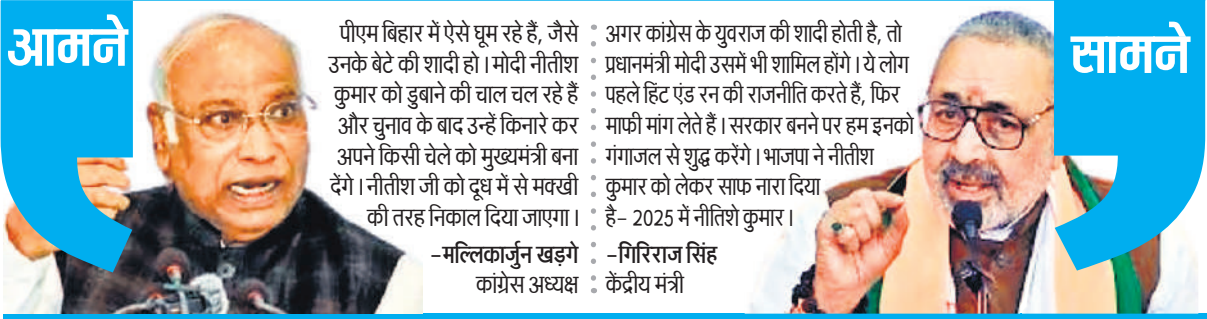 आमने
पीएम बिहार में ऐसे घूम रहे हैं, जैसे
उनके बेटे की शादी हो। मोदी नीतीश
कुमार को डुबाने की चाल चल रहे हैं
और चुनाव के बाद उन्हें किनारे कर
अपने किसी चेले को मुख्यमंत्री बना
देंगे। नीतीश जी को दूध में से मक्खी
की तरह निकाल दिया जाएगा।
-मल्लिकार्जुन खड़गे
कांग्रेस अध्यक्ष
अगर कांग्रेस के युवराज की शादी होती है, तो
प्रधानमंत्री मोदी उसमें भी शामिल होंगे। ये लोग
पहले हिंट एंड रन की राजनीति करते हैं, फिर
माफी मांग लेते हैं। सरकार बनने पर हम इनको
गंगाजल से शुद्ध करेंगे। भाजपा ने नीतीश
कुमार को लेकर साफ नारा दिया
है- 2025 में नीतिशे कुमार।
-गिरिराज सिंह
केंद्रीय मंत्री
सामने